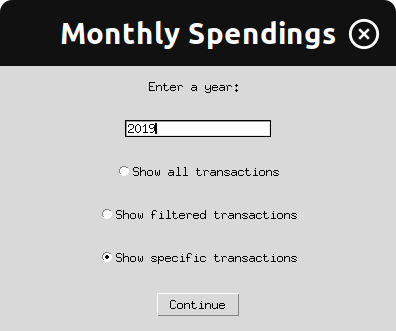 Monthly Spendings
Enter a year:
2019
Show all transactions
Show filtered transactions
Show specific transactions
Continue